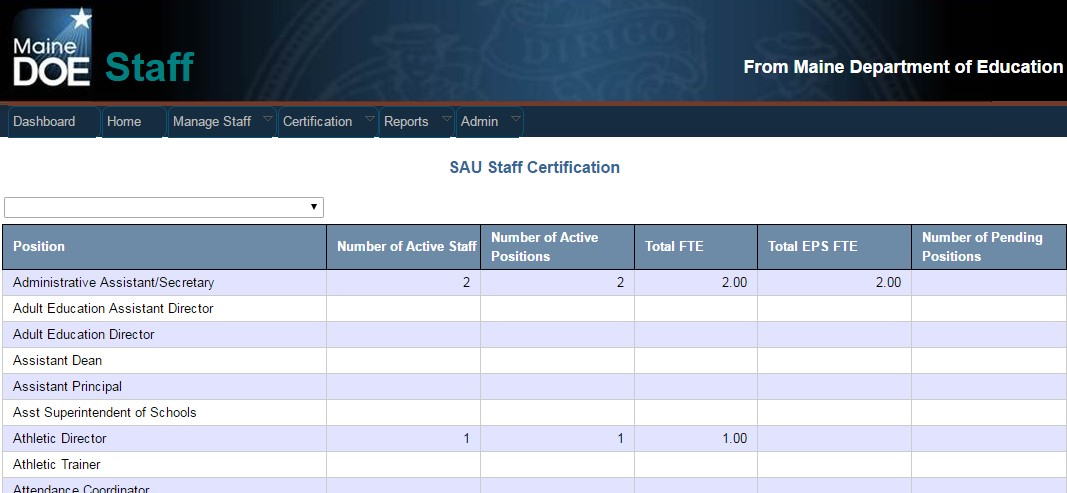 Maine
DOE Staff
DIRIGO
From Maine Department of Education
Dashboard Home Manage Staff Certification Reports Admin
SAU Staff Certification
Position Number of Active Staff Number of Active Positions Total FTE Total EPS FTE Number of Pending Positions
Administrative Assistant/Secretary 2 2 2.00 2.00
Adult Education Assistant Director
Adult Education Director
Assistant Dean
Assistant Principal
Asst Superintendent of Schools
Athletic Director 1 1 1.00
Athletic Trainer
Attendance Coordinator